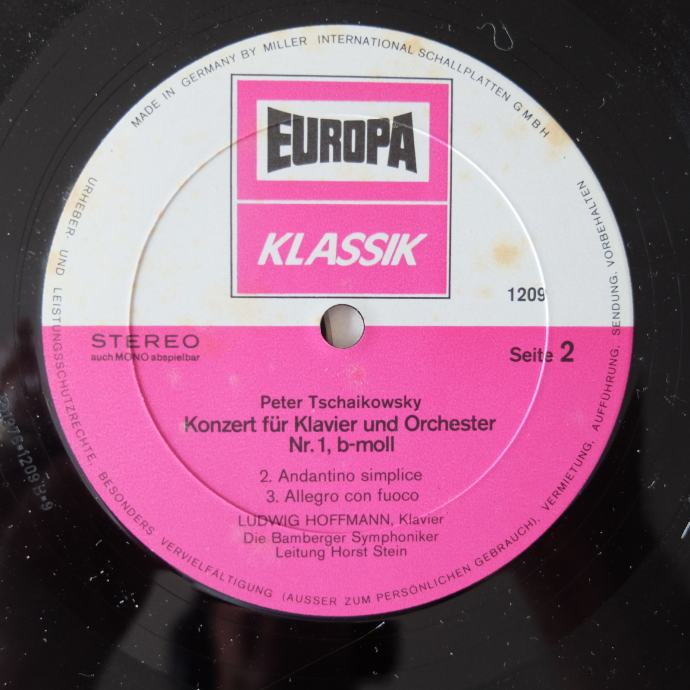 MADE IN GERMANY BY MILLER INTERNATIONAL SCHALLPLATTEN GMBH
EUROPA
KLASSIK
1209
STEREO
auch MONO abspielbar
Seite 2
Peter Tschaikowsky
Konzert für Klavier und Orchester
Nr. 1, b-moll
2. Andantino simplice
3. Allegro con fuoco
LUDWIG HOFFMANN, Klavier
Die Bamberger Symphoniker
Leitung Horst Stein
URHEBER- UND LEISTUNGSSCHUTZRECHTE, BESONDERS VERVIELFÄLTIGUNG (AUSSER ZUM PERSÖNLICHEN GEBRAUCH), VERMIETUNG, AUFFÜHRUNG, SENDUNG, VORBEHALTEN